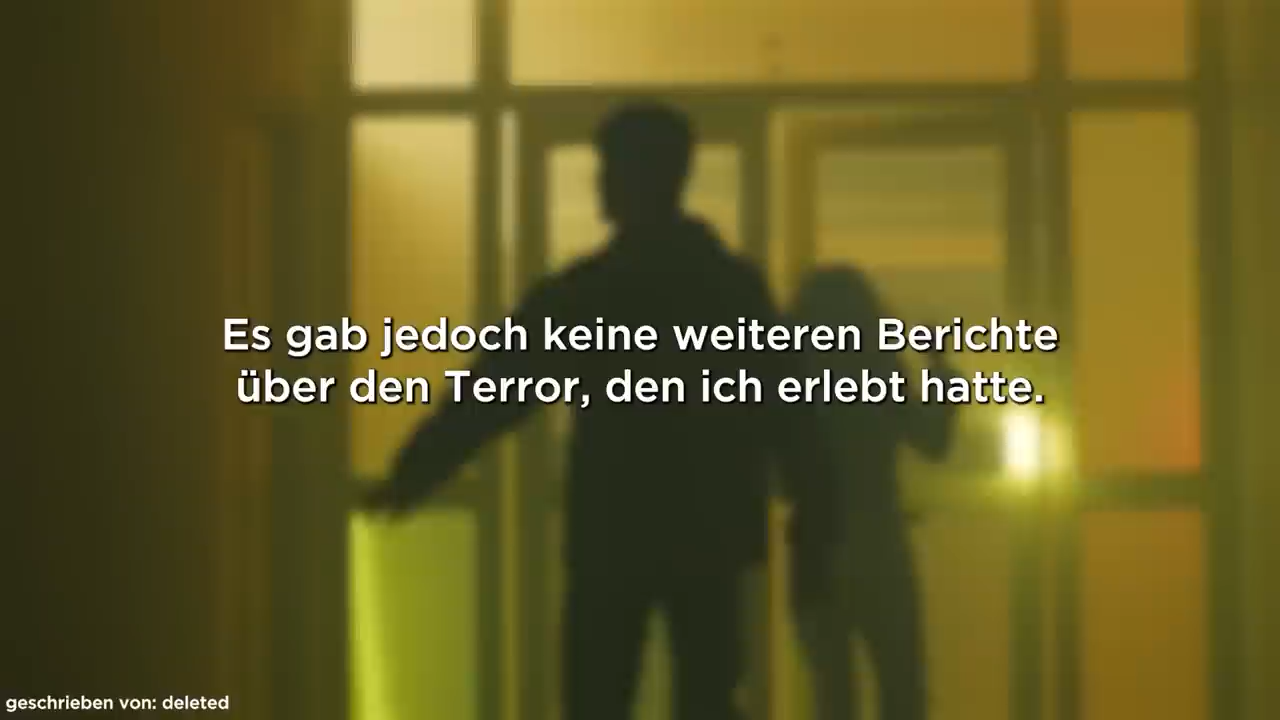 Es gab jedoch keine weiteren Berichte
über den Terror, den ich erlebt hatte.
geschrieben von: deleted